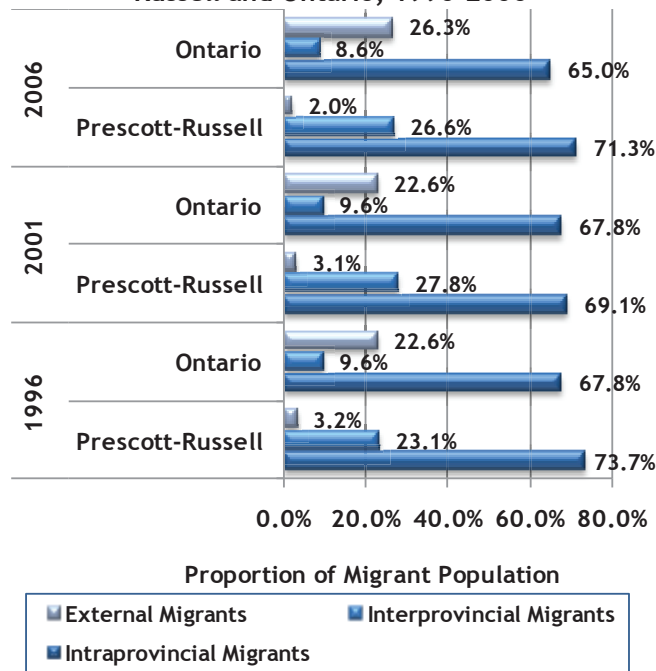 2006
Ontario
26.3%
8.6%
65.0%
Prescott-Russell
2.0%
26.6%
71.3%
2001
Ontario
22.6%
9.6%
67.8%
Prescott-Russell
3.1%
27.8%
69.1%
1996
Ontario
22.6%
9.6%
67.8%
Prescott-Russell
3.2%
23.1%
73.7%
0.0% 20.0% 40.0% 60.0% 80.0%
Proportion of Migrant Population
External Migrants Interprovincial Migrants
Intraprovincial Migrants